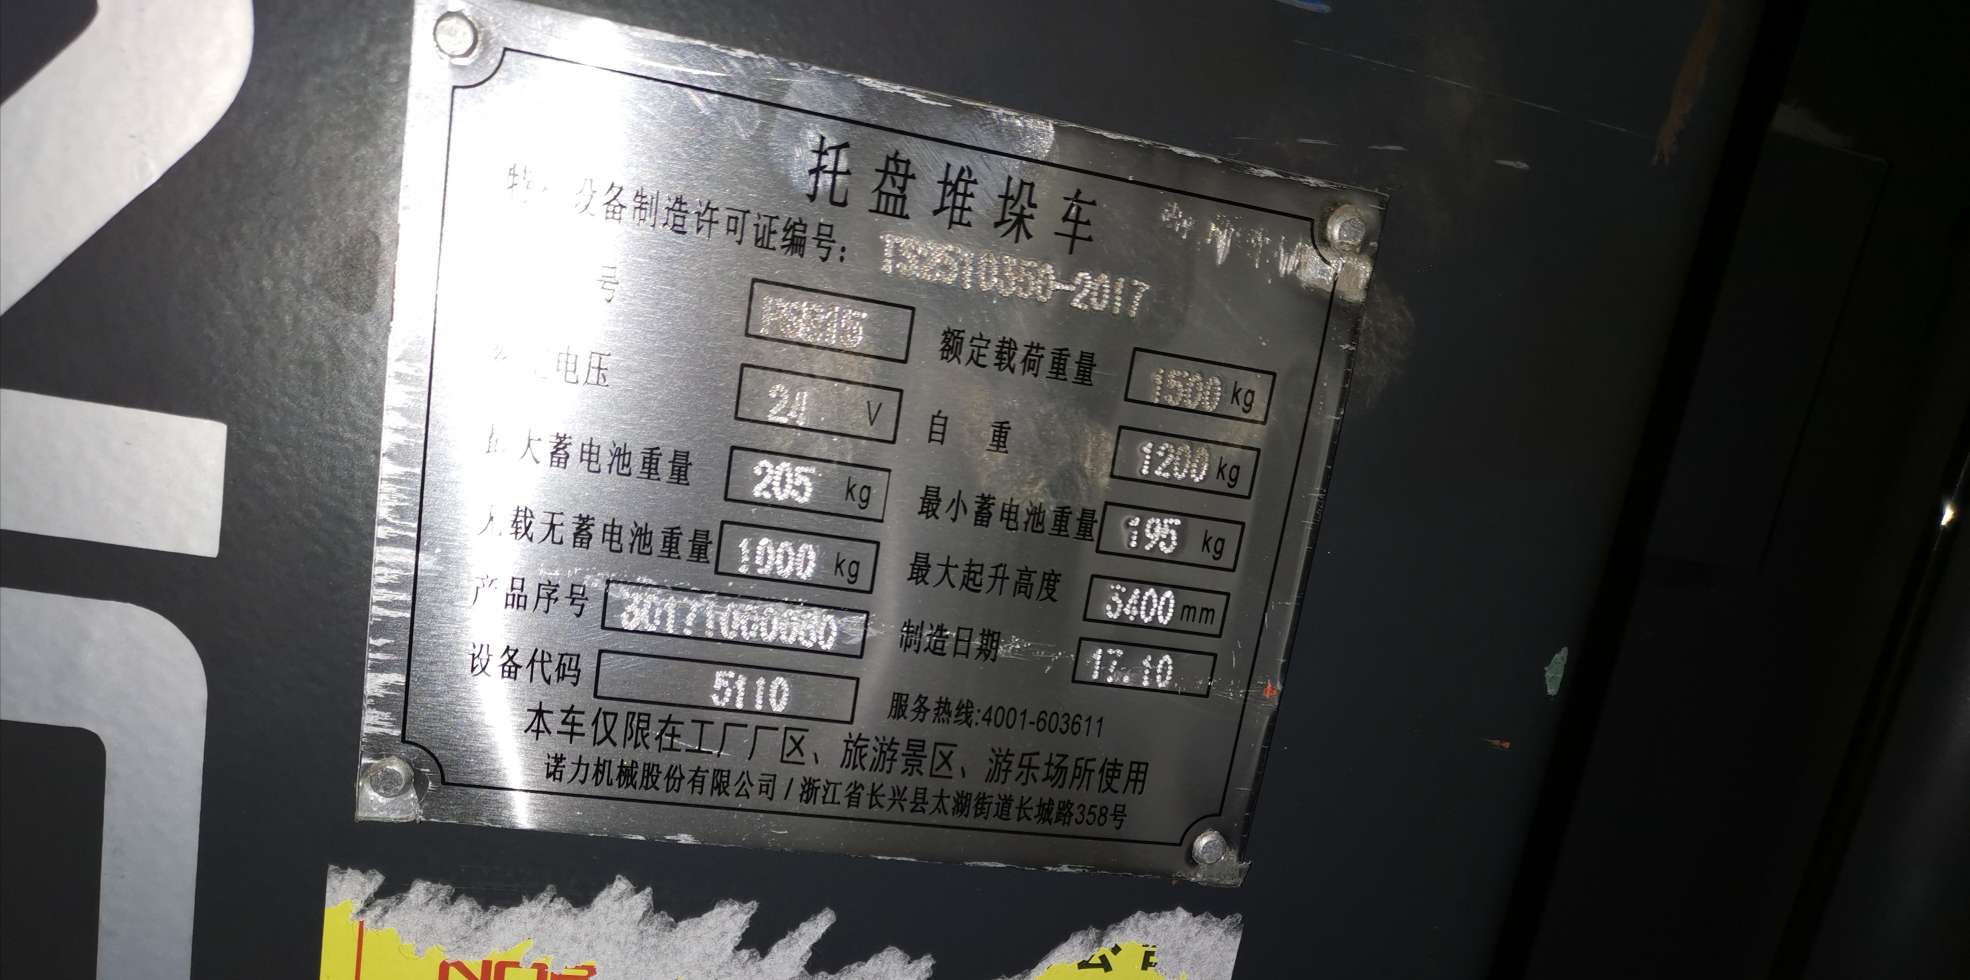 托盘堆垛车
设备制造许可证编号: TS2510350-2017
号 PSE15 额定载荷重量 1500 kg
电压 24 V 自重 1200 kg
最大蓄电池重量 205 kg 最小蓄电池重量 195 kg
载无蓄电池重量 1000 kg 最大起升高度 3400 mm
产品序号 制造日期 17.10
设备代码 5110 服务热线:4001-603611
本车仅限在工厂厂区、旅游景区、游乐场所使用
诺力机械股份有限公司 / 浙江省长兴县太湖街道长城路358号